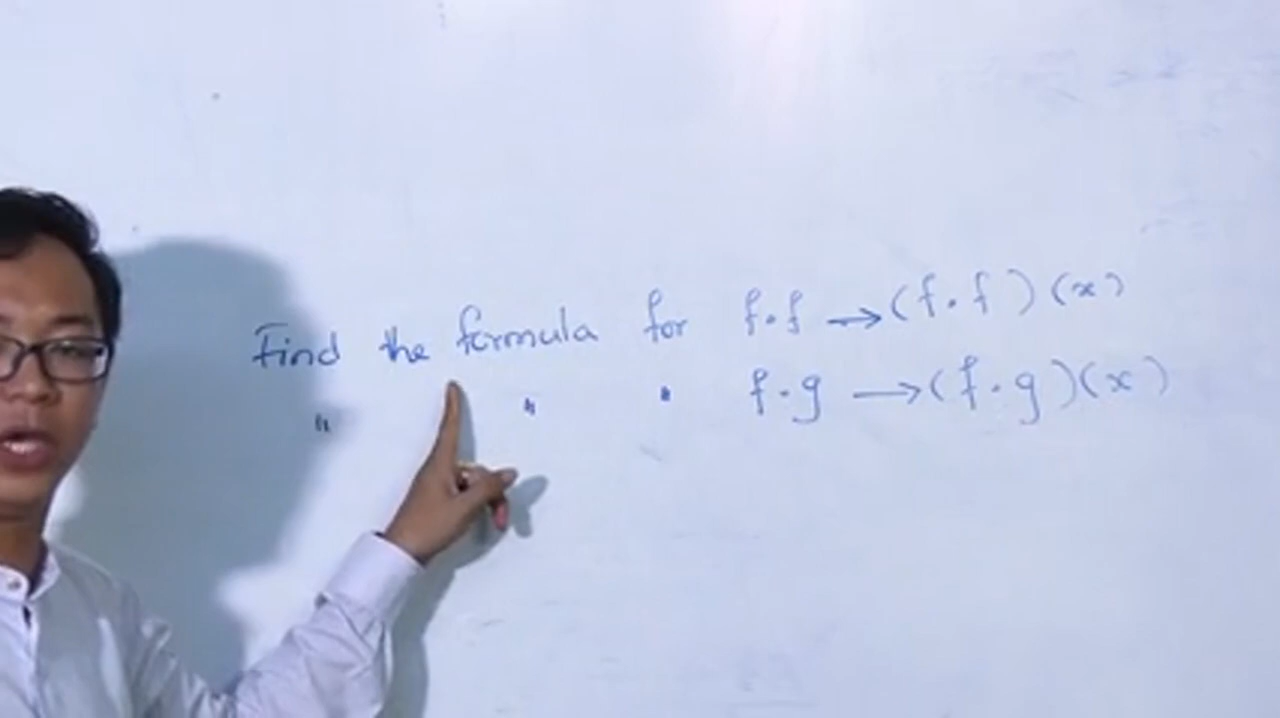 Find the formula for f.f → (f.f)(x)
" " " f.g → (f.g)(x)